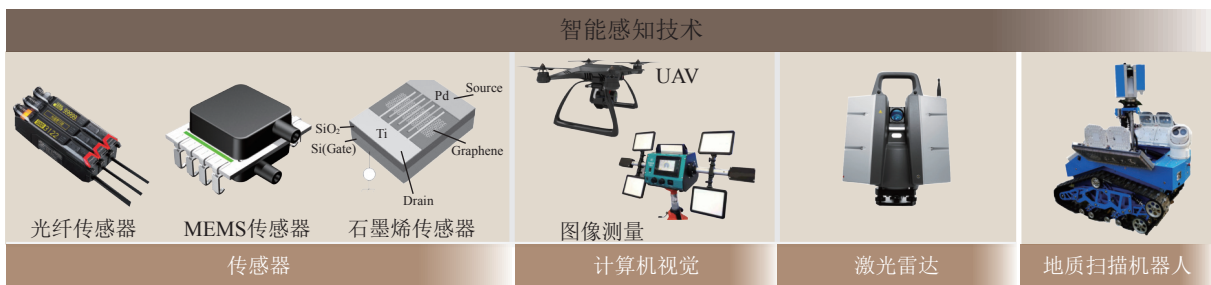 智能感知技术
UAV
Pd
Source
SiO₂
Ti
Si(Gate)
Graphene
Drain
光纤传感器
MEMS传感器
石墨烯传感器
图像测量
传感器
计算机视觉
激光雷达
地质扫描机器人